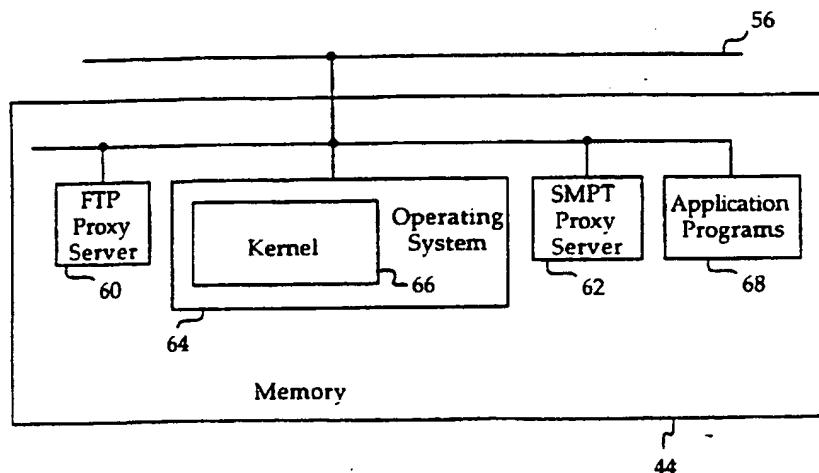 56
FTP
Proxy
Server
60
Kernel
Operating
System
66
64
SMPT
Proxy
Server
62
Application
Programs
68
Memory
44